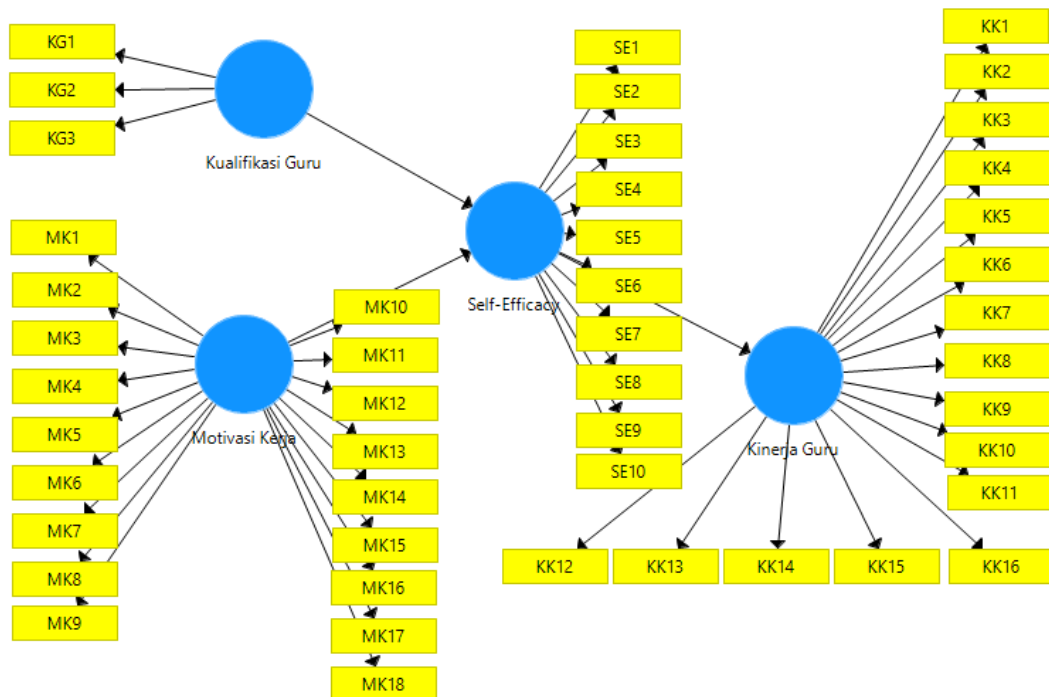 KG1
KG2
KG3
Kualifikasi Guru
MK1
MK2
MK3
MK4
MK5
MK6
MK7
MK8
MK9
Motivasi Kerja
MK10
MK11
MK12
MK13
MK14
MK15
MK16
MK17
MK18
Self-Efficacy
SE1
SE2
SE3
SE4
SE5
SE6
SE7
SE8
SE9
SE10
Kinerja Guru
KK1
KK2
KK3
KK4
KK5
KK6
KK7
KK8
KK9
KK10
KK11
KK12
KK13
KK14
KK15
KK16